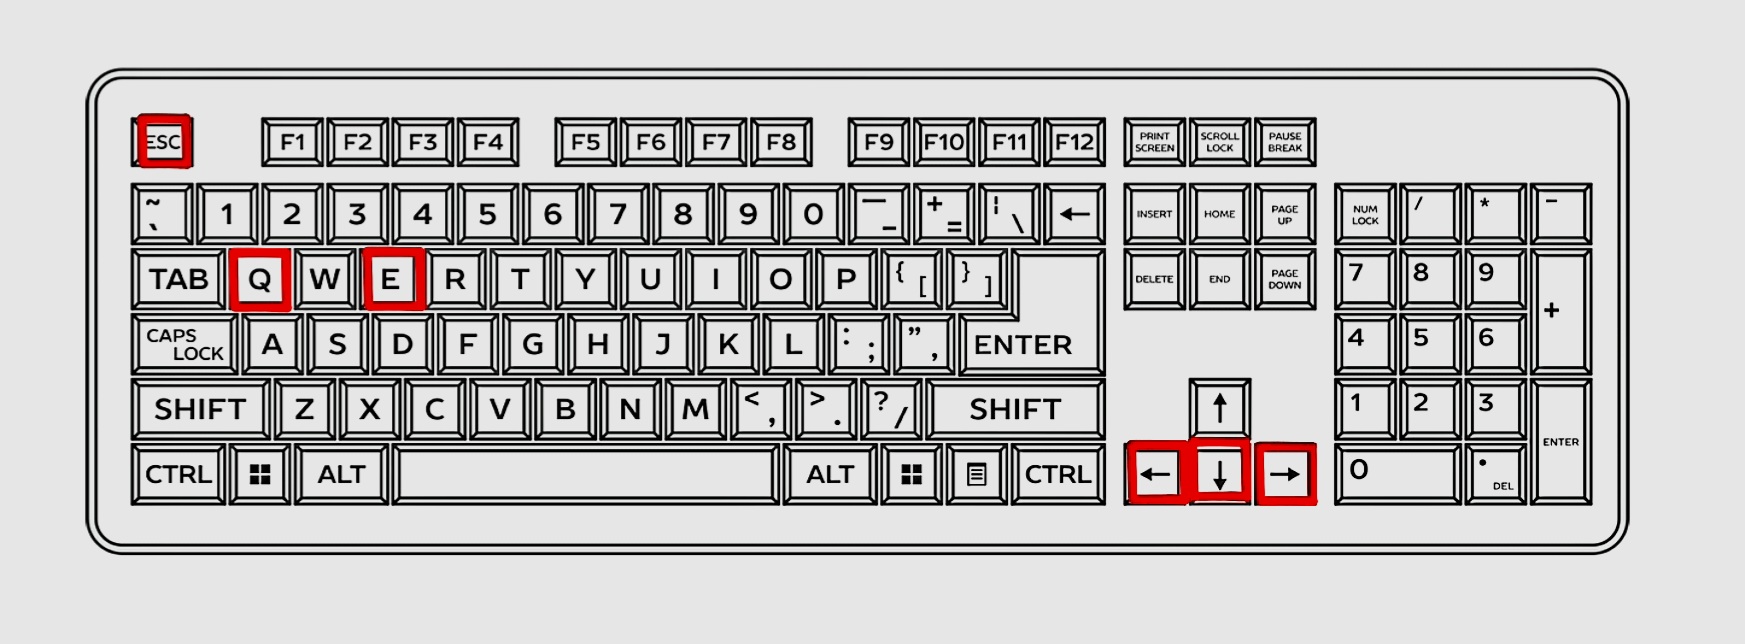 ESC F1 F2 F3 F4 F5 F6 F7 F8 F9 F10 F11 F12 PRINT SCREEN SCROLL LOCK PAUSE BREAK
~ ` 1 2 3 4 5 6 7 8 9 0 — _ + = ¦ \ ← INSERT HOME PAGE UP NUM LOCK / * -
TAB Q W E R T Y U I O P { [ } ] DELETE END PAGE DOWN 7 8 9 +
CAPS LOCK A S D F G H J K L : ; ” , ENTER 4 5 6
SHIFT Z X C V B N M < , > . ? / SHIFT ↑ 1 2 3 ENTER
CTRL ALT ALT CTRL ← ↓ → 0 . DEL